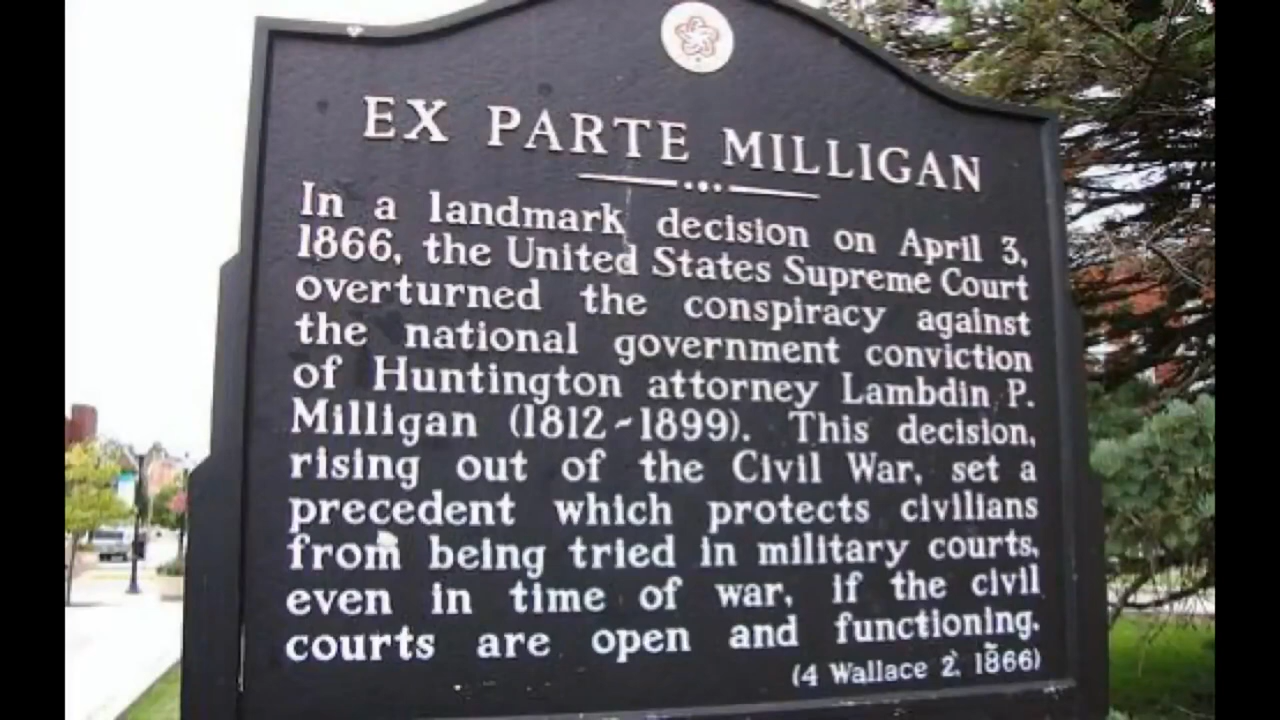 EX PARTE MILLIGAN
In a landmark decision on April 3,
1866, the United States Supreme Court
overturned the conspiracy against
the national government conviction
of Huntington attorney Lambdin P.
Milligan (1812~1899). This decision,
rising out of the Civil War, set a
precedent which protects civilians
from being tried in military courts,
even in time of war, if the civil
courts are open and functioning.
(4 Wallace 2, 1866)